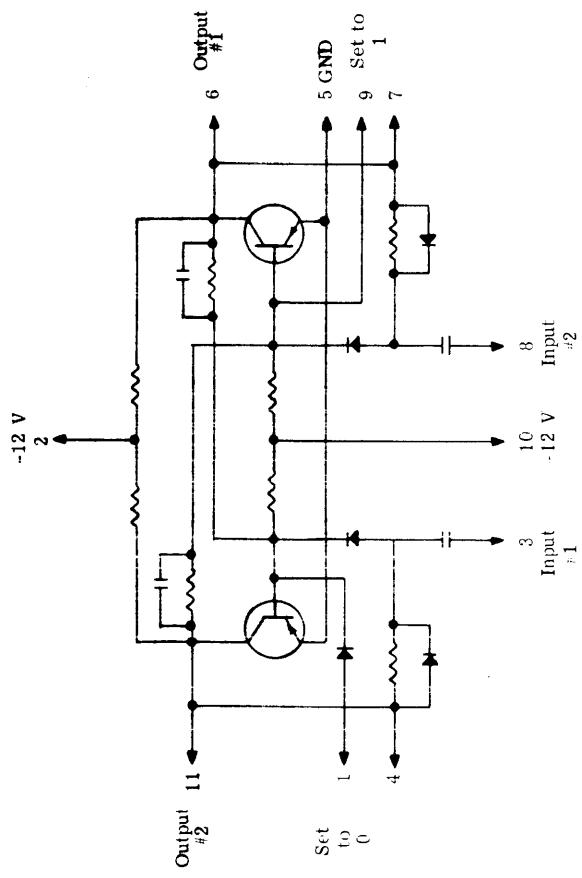 -12 V
2
Output
#1
6
5 GND
9
Set to
1
7
8
Input
#2
10
-12 V
3
Input
#1
Output
#2
11
Set
to
0
1
4